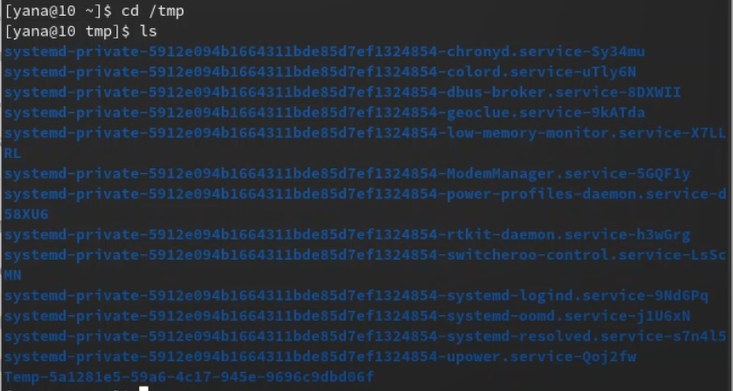 [yana@10 ~]$ cd /tmp
[yana@10 tmp]$ ls
systemd-private-5912e094b1664311bde85d7ef1324854-chronyd.service-Sy34mu
systemd-private-5912e094b1664311bde85d7ef1324854-colord.service-uTly6N
systemd-private-5912e094b1664311bde85d7ef1324854-dbus-broker.service-8DXWII
systemd-private-5912e094b1664311bde85d7ef1324854-geoclue.service-9kATda
systemd-private-5912e094b1664311bde85d7ef1324854-low-memory-monitor.service-X7LL
RL
systemd-private-5912e094b1664311bde85d7ef1324854-ModemManager.service-5GQF1y
systemd-private-5912e094b1664311bde85d7ef1324854-power-profiles-daemon.service-d
58XU6
systemd-private-5912e094b1664311bde85d7ef1324854-rtkit-daemon.service-h3wGrg
systemd-private-5912e094b1664311bde85d7ef1324854-switcheroo-control.service-LsSc
MN
systemd-private-5912e094b1664311bde85d7ef1324854-systemd-logind.service-9Nd6Pq
systemd-private-5912e094b1664311bde85d7ef1324854-systemd-oomd.service-j1U6xN
systemd-private-5912e094b1664311bde85d7ef1324854-systemd-resolved.service-s7n4l5
systemd-private-5912e094b1664311bde85d7ef1324854-upower.service-Qoj2fw
Temp-5a1281e5-59a6-4c17-945e-9696c9dbd06f